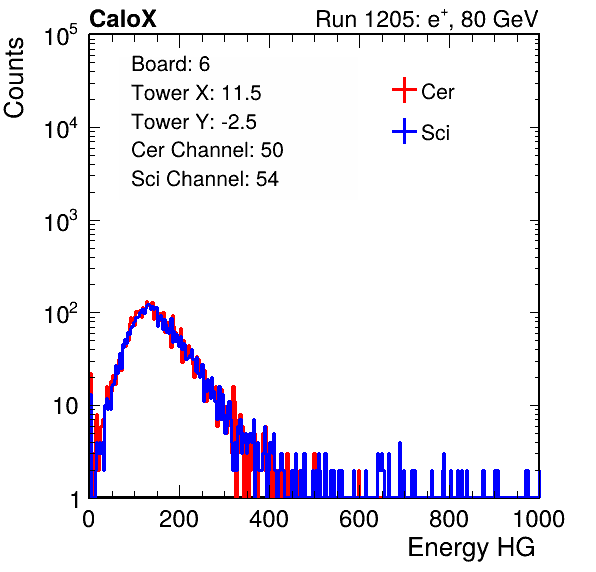 CaloX Run 1205: e⁺, 80 GeV
Counts
10⁵
10⁴
10³
10²
10
1
Board: 6
Tower X: 11.5
Tower Y: -2.5
Cer Channel: 50
Sci Channel: 54
Cer
Sci
0 200 400 600 800 1000
Energy HG